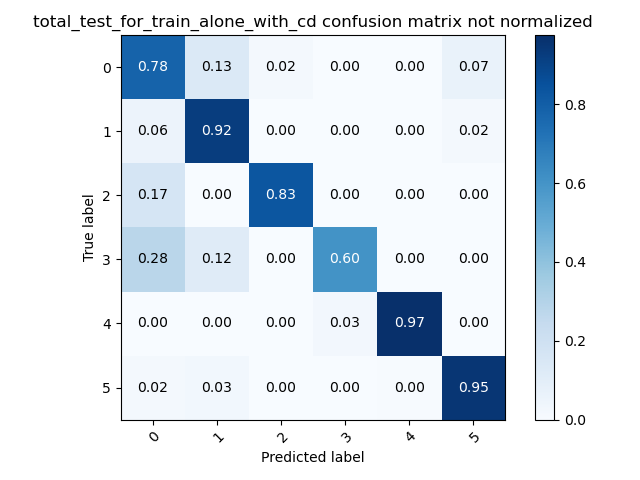 total_test_for_train_alone_with_cd confusion matrix not normalized
0 0.78 0.13 0.02 0.00 0.00 0.07
1 0.06 0.92 0.00 0.00 0.00 0.02
2 0.17 0.00 0.83 0.00 0.00 0.00
3 0.28 0.12 0.00 0.60 0.00 0.00
4 0.00 0.00 0.00 0.03 0.97 0.00
5 0.02 0.03 0.00 0.00 0.00 0.95
0 1 2 3 4 5
True label
Predicted label
0.8
0.6
0.4
0.2
0.0